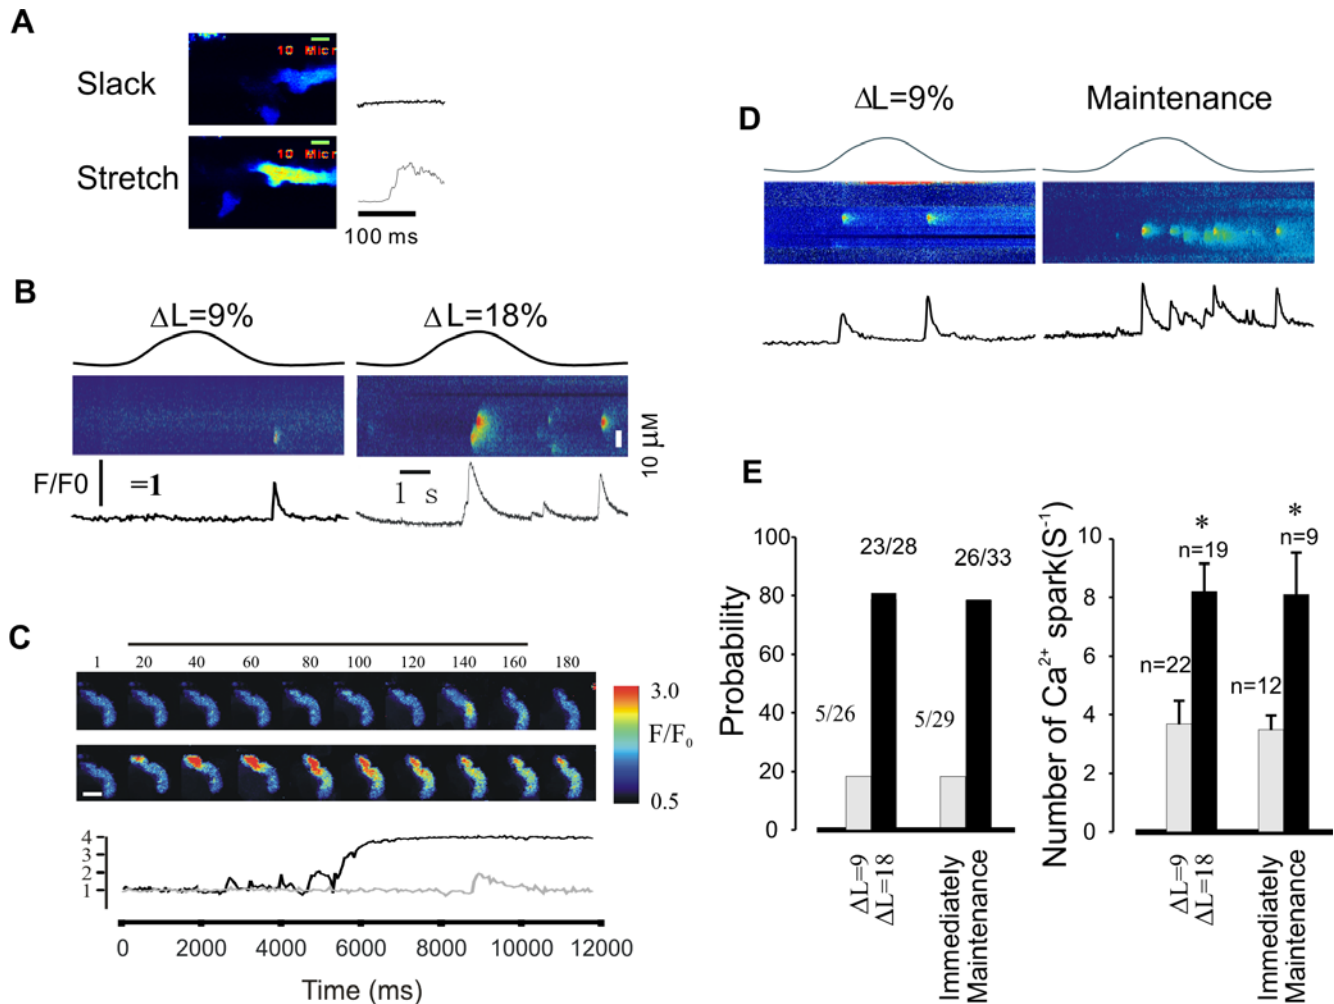 A
Slack
10 Micr
Stretch
10 Micr
100 ms
B
ΔL=9%
ΔL=18%
10 µM
F/F0
=1
1 s
C
1 20 40 60 80 100 120 140 160 180
3.0
F/F0
0.5
4
3
2
1
0 2000 4000 6000 8000 10000 12000
Time (ms)
D
ΔL=9%
Maintenance
E
Probability
100
80
60
40
20
0
23/28
26/33
5/26
5/29
ΔL=9
ΔL=18
Immediately
Maintenance
Number of Ca2+ spark(S-1)
10
8
6
4
2
0
*
n=19
*
n=9
n=22
n=12
ΔL=9
ΔL=18
Immediately
Maintenance